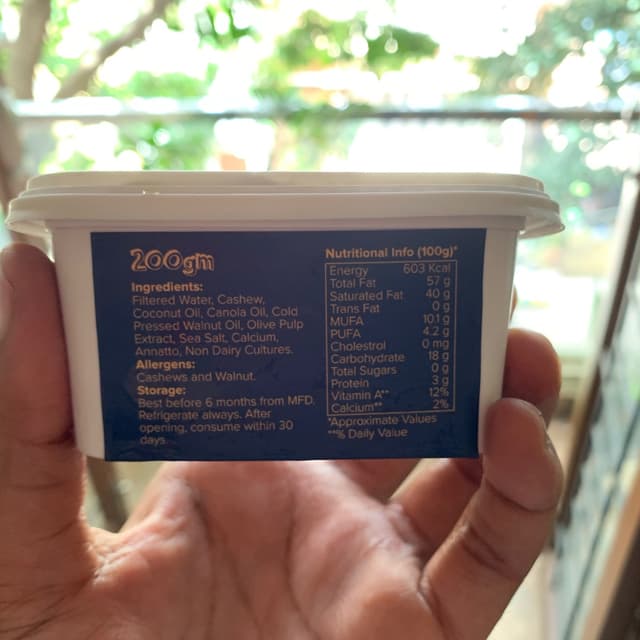 200gm
Ingredients:
Filtered Water, Cashew,
Coconut Oil, Canola Oil, Cold
Pressed Walnut Oil, Olive Pulp
Extract, Sea Salt, Calcium,
Annatto, Non Dairy Cultures.
Allergens:
Cashews and Walnut.
Storage:
Best before 6 months from MFD.
Refrigerate always. After
opening, consume within 30
days
Nutritional Info (100g)*
Energy 603 Kcal
Total Fat 57 g
Saturated Fat 40 g
Trans Fat 0 g
MUFA 10.1 g
PUFA 4.2 g
Cholestrol 0 mg
Carbohydrate 18 g
Total Sugars 0 g
Protein 3 g
Vitamin A** 12%
Calcium** 2%
*Approximate Values
**% Daily Value